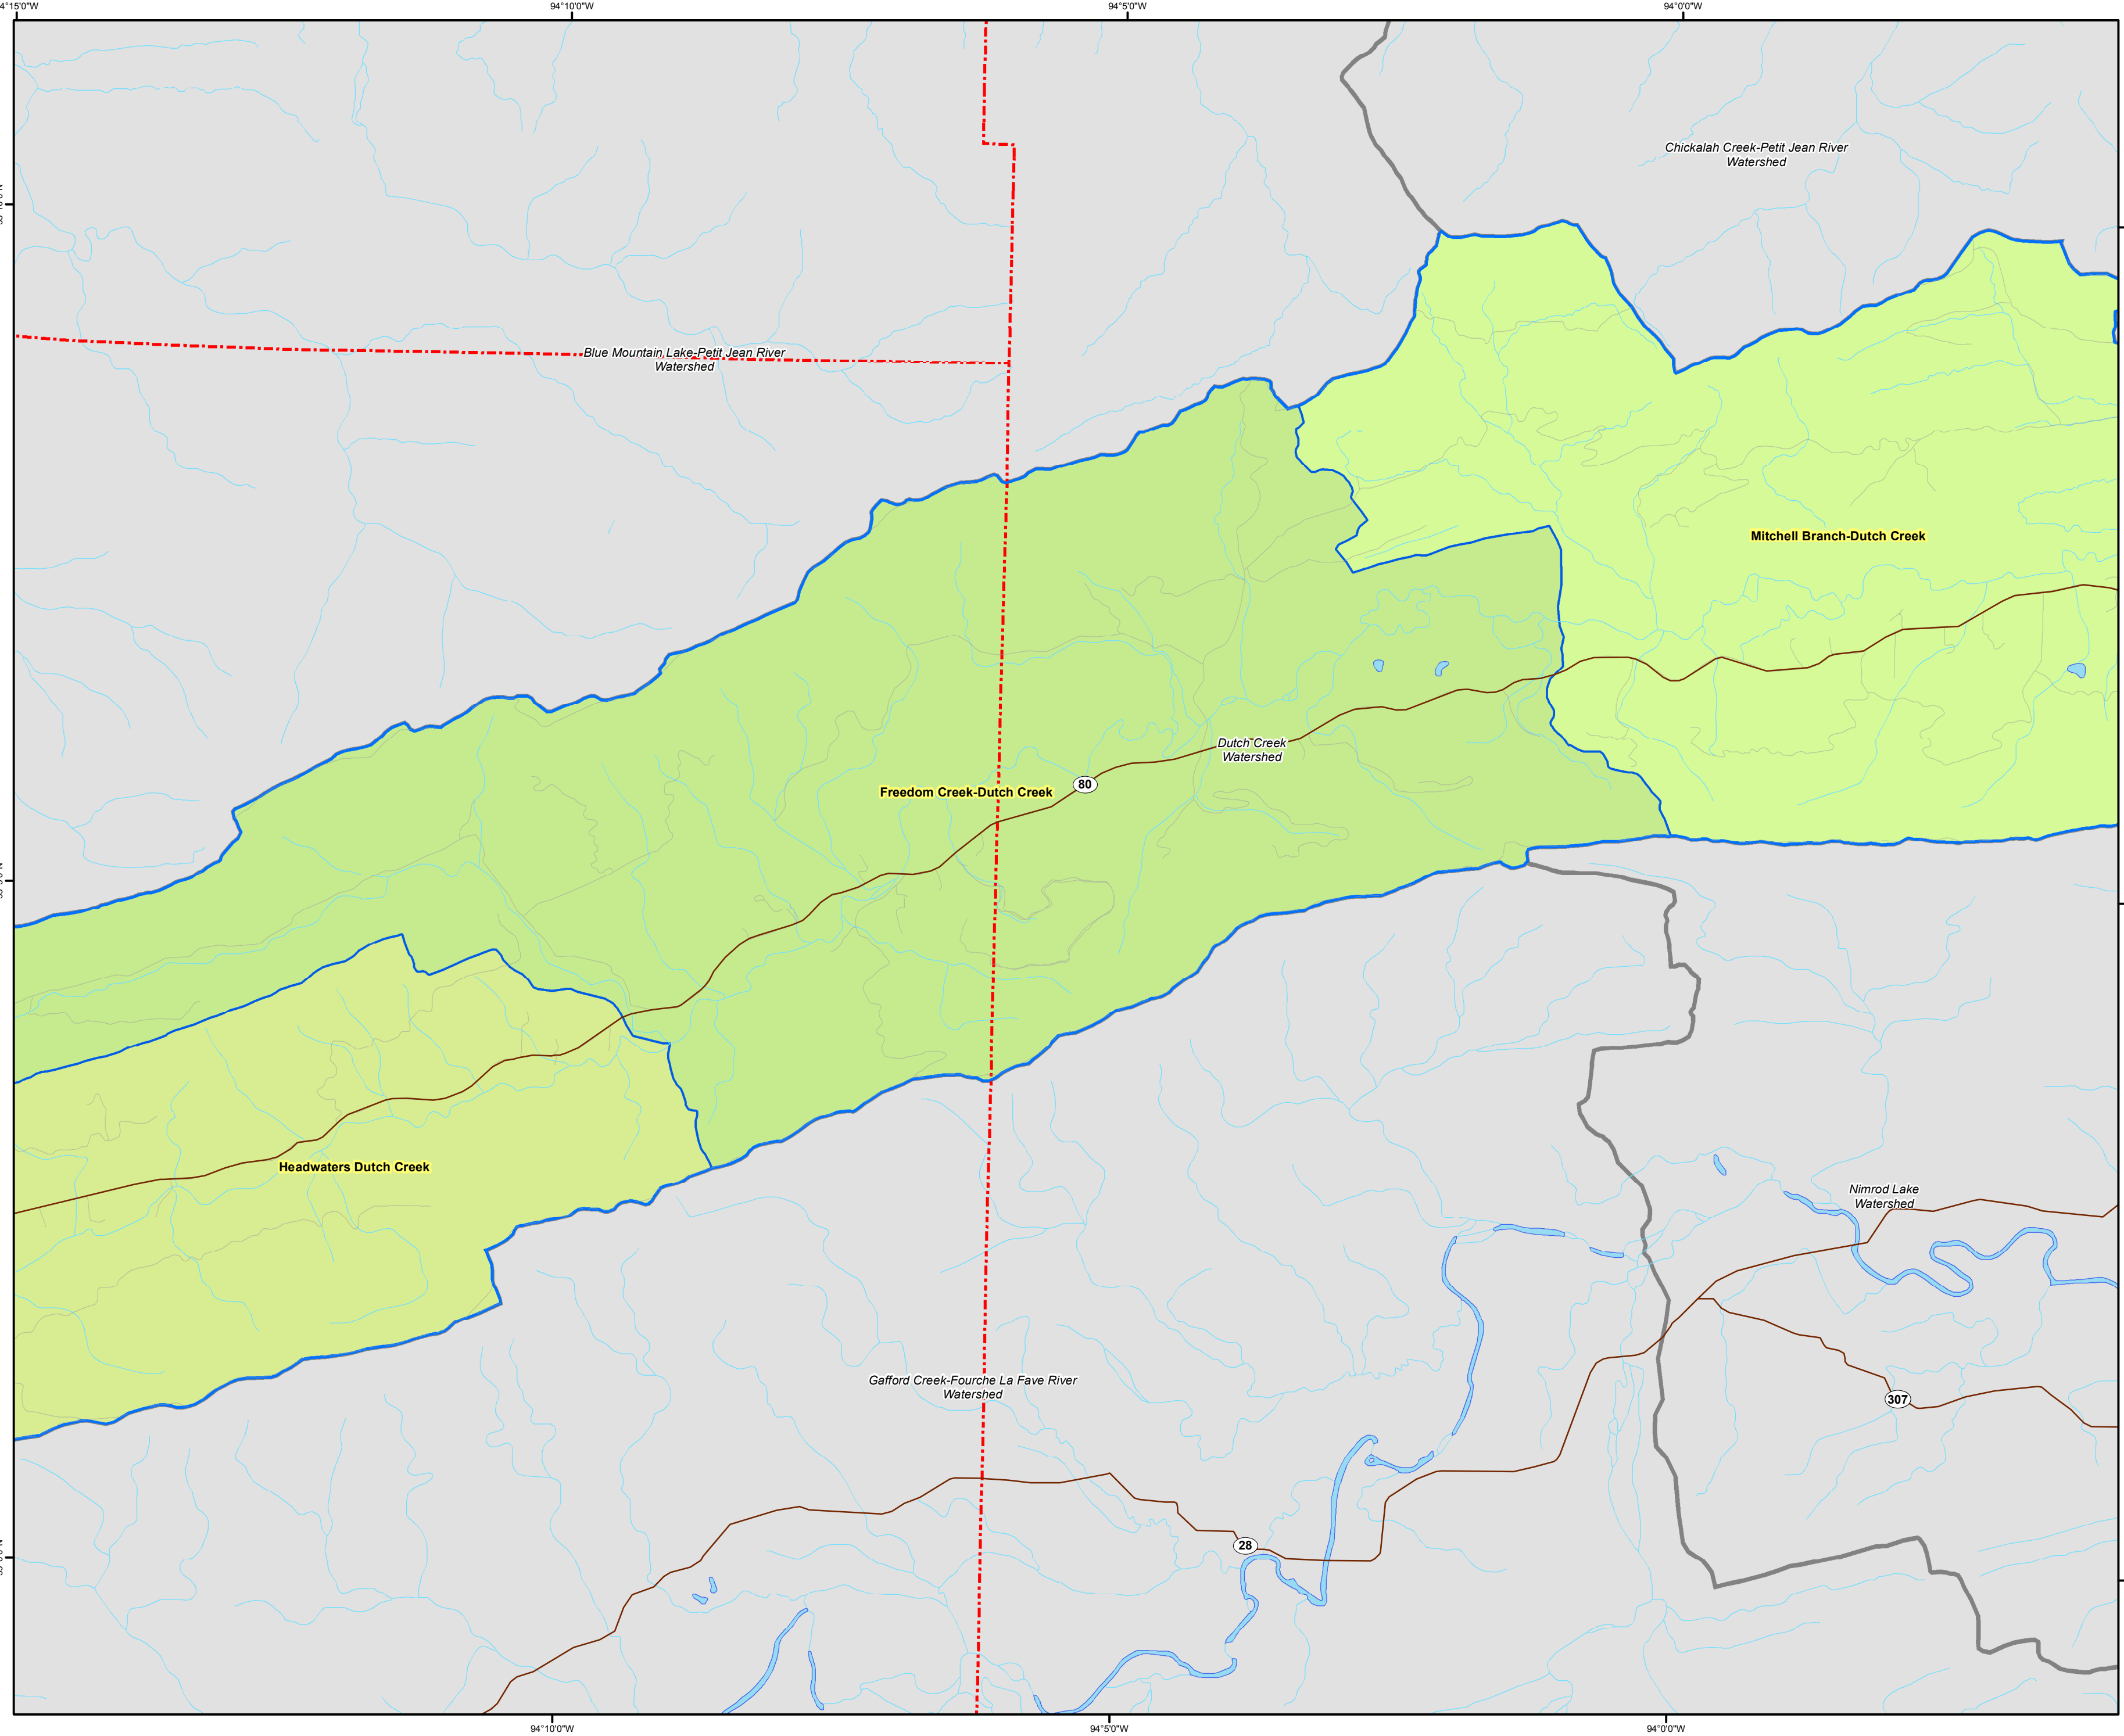 4°15'0"W
94°10'0"W
94°5'0"W
94°0'0"W
Chickalah Creek-Petit Jean River
Watershed
Blue Mountain Lake-Petit Jean River
Watershed
Mitchell Branch-Dutch Creek
Dutch Creek
Watershed
80
Freedom Creek-Dutch Creek
Headwaters Dutch Creek
Nimrod Lake
Watershed
Gafford Creek-Fourche La Fave River
Watershed
307
28
94°10'0"W
94°5'0"W
94°0'0"W